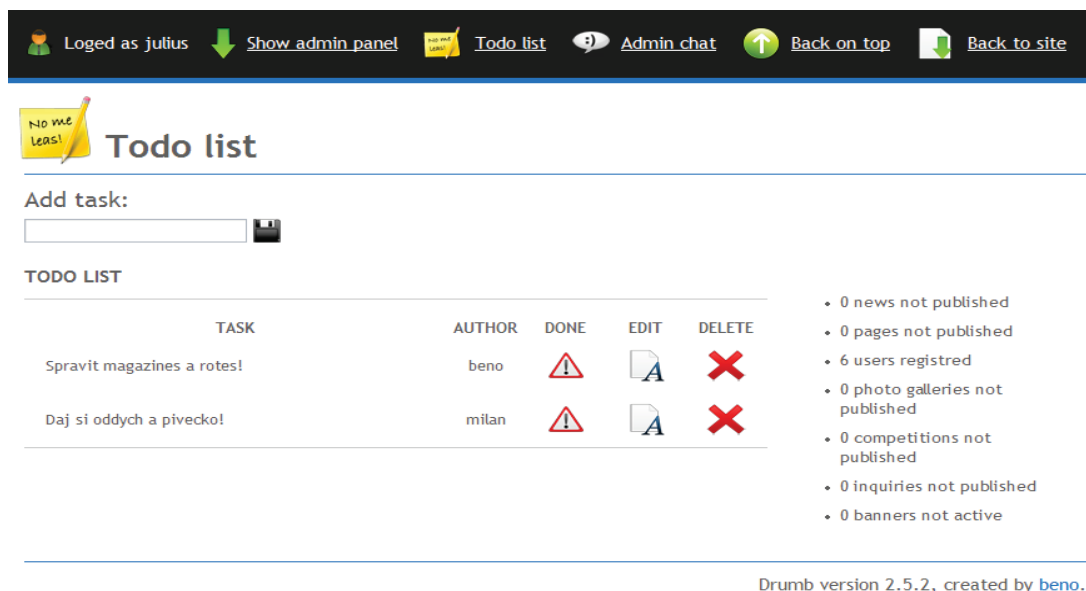 Loged as julius Show admin panel No me Leas! Todo list :) Admin chat Back on top Back to site
No me
Leas!
Todo list
Add task:
TODO LIST
TASK AUTHOR DONE EDIT DELETE
Spravit magazines a rotes! beno A
Daj si oddych a pivecko! milan A
0 news not published
0 pages not published
6 users registred
0 photo galleries not
published
0 competitions not
published
0 inquiries not published
0 banners not active
Drumb version 2.5.2, created by beno.